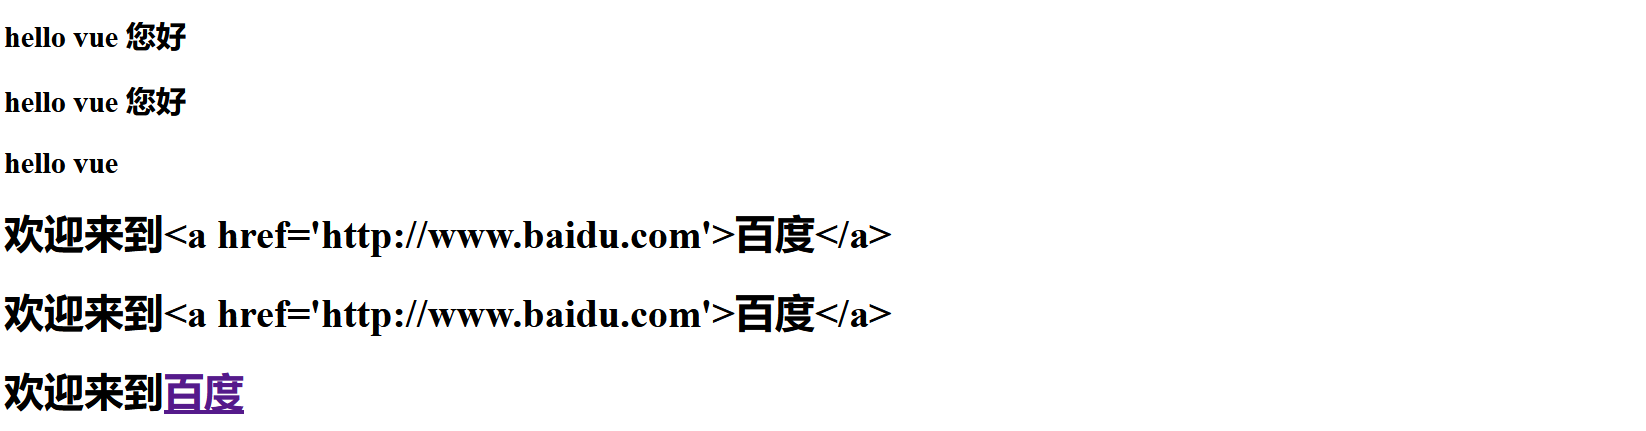 hello vue 您好
hello vue 您好
hello vue
欢迎来到<a href='http://www.baidu.com'>百度</a>
欢迎来到<a href='http://www.baidu.com'>百度</a>
欢迎来到百度